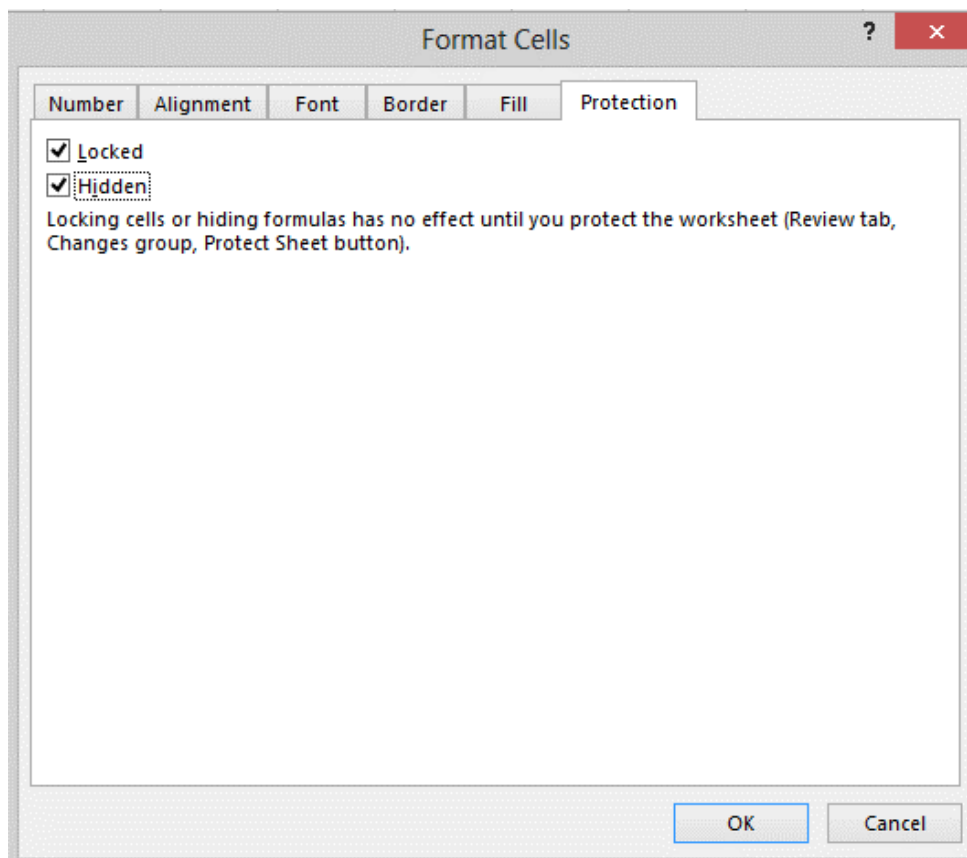 Format Cells
?
Number Alignment Font Border Fill Protection
Locked
Hidden
Locking cells or hiding formulas has no effect until you protect the worksheet (Review tab,
Changes group, Protect Sheet button).
OK Cancel